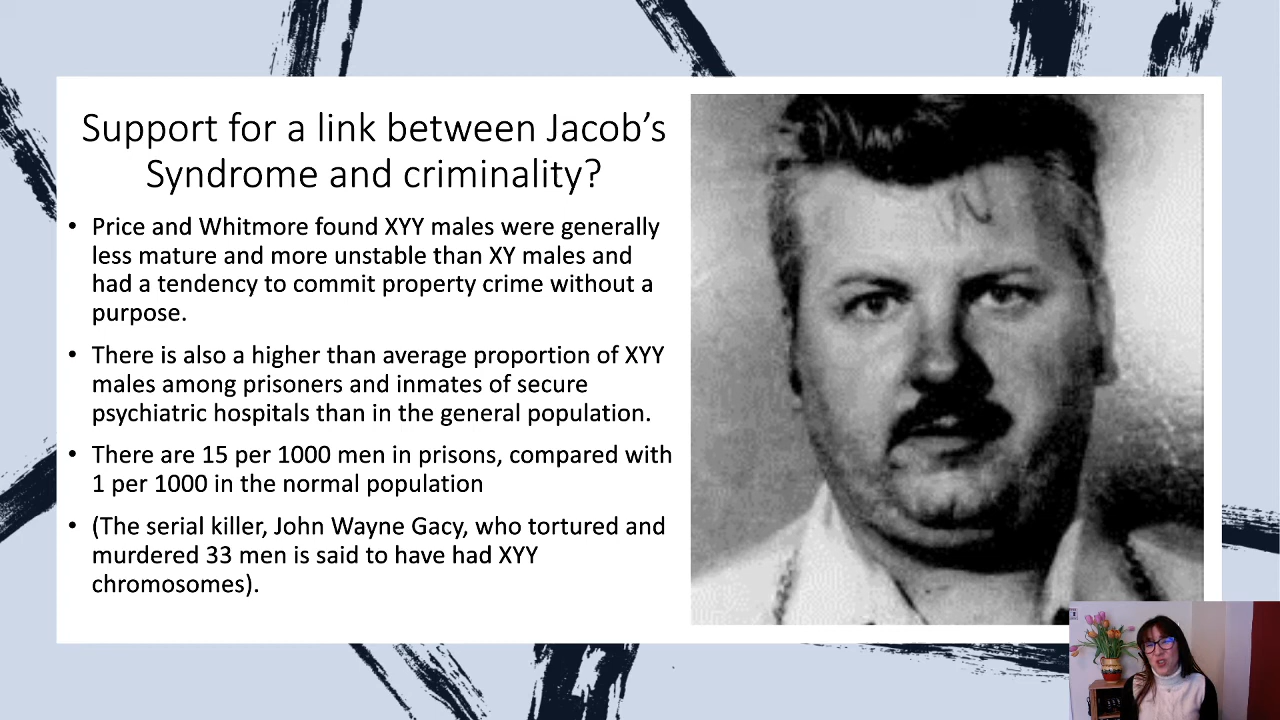 Support for a link between Jacob’s
Syndrome and criminality?
• Price and Whitmore found XYY males were generally
less mature and more unstable than XY males and
had a tendency to commit property crime without a
purpose.
• There is also a higher than average proportion of XYY
males among prisoners and inmates of secure
psychiatric hospitals than in the general population.
• There are 15 per 1000 men in prisons, compared with
1 per 1000 in the normal population
• (The serial killer, John Wayne Gacy, who tortured and
murdered 33 men is said to have had XYY
chromosomes).